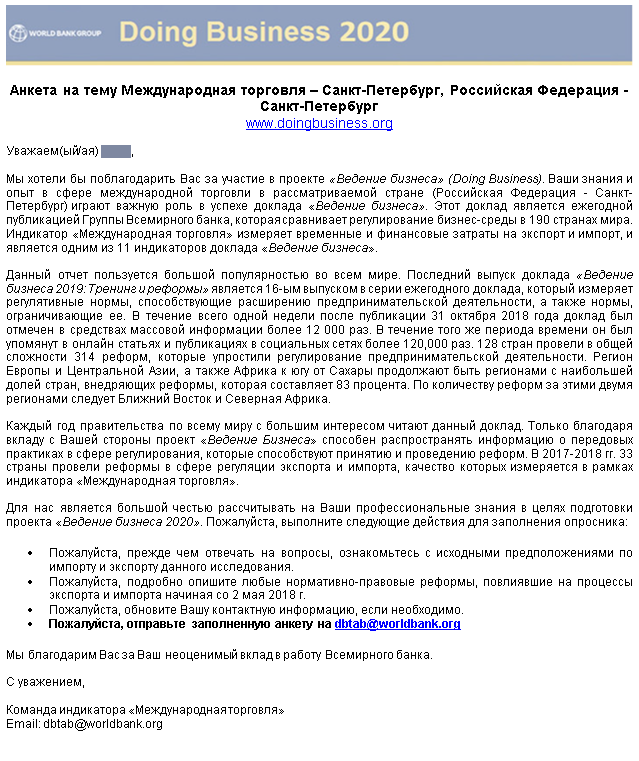 WORLD BANK GROUP Doing Business 2020
Анкета на тему Международная торговля – Санкт-Петербург, Российская Федерация -
Санкт-Петербург
www.doingbusiness.org
Уважаем(ый/ая) ,
Мы хотели бы поблагодарить Вас за участие в проекте «Ведение бизнеса» (Doing Business). Ваши знания и
опыт в сфере международной торговли в рассматриваемой стране (Российская Федерация - Санкт-
Петербург) играют важную роль в успехе доклада «Ведение бизнеса». Этот доклад является ежегодной
публикацией Группы Всемирного банка, которая сравнивает регулирование бизнес-среды в 190 странах мира.
Индикатор «Международная торговля» измеряет временные и финансовые затраты на экспорт и импорт, и
является одним из 11 индикаторов доклада «Ведение бизнеса».
Данный отчет пользуется большой популярностью во всем мире. Последний выпуск доклада «Ведение
бизнеса 2019: Тренинг и реформы» является 16-ым выпуском в серии ежегодного доклада, который измеряет
регулятивные нормы, способствующие расширению предпринимательской деятельности, а также нормы,
ограничивающие ее. В течение всего одной недели после публикации 31 октября 2018 года доклад был
отмечен в средствах массовой информации более 12 000 раз. В течение того же периода времени он был
упомянут в онлайн статьях и публикациях в социальных сетях более 120,000 раз. 128 стран провели в общей
сложности 314 реформ, которые упростили регулирование предпринимательской деятельности. Регион
Европы и Центральной Азии, а также Африка к югу от Сахары продолжают быть регионами с наибольшей
долей стран, внедряющих реформы, которая составляет 83 процента. По количеству реформ за этими двумя
регионами следует Ближний Восток и Северная Африка.
Каждый год правительства по всему миру с большим интересом читают данный доклад. Только благодаря
вкладу с Вашей стороны проект «Ведение Бизнеса» способен распространять информацию о передовых
практиках в сфере регулирования, которые способствуют принятию и проведению реформ. В 2017-2018 гг. 33
страны провели реформы в сфере регуляции экспорта и импорта, качество которых измеряется в рамках
индикатора «Международная торговля».
Для нас является большой честью рассчитывать на Ваши профессиональные знания в целях подготовки
проекта «Ведение бизнеса 2020». Пожалуйста, выполните следующие действия для заполнения опросника:
• Пожалуйста, прежде чем отвечать на вопросы, ознакомьтесь с исходными предположениями по
импорту и экспорту данного исследования.
• Пожалуйста, подробно опишите любые нормативно-правовые реформы, повлиявшие на процессы
экспорта и импорта начиная со 2 мая 2018 г.
• Пожалуйста, обновите Вашу контактную информацию, если необходимо.
• Пожалуйста, отправьте заполненную анкету на dbtab@worldbank.org
Мы благодарим Вас за Ваш неоценимый вклад в работу Всемирного банка.
С уважением,
Команда индикатора «Международная торговля»
Email: dbtab@worldbank.org